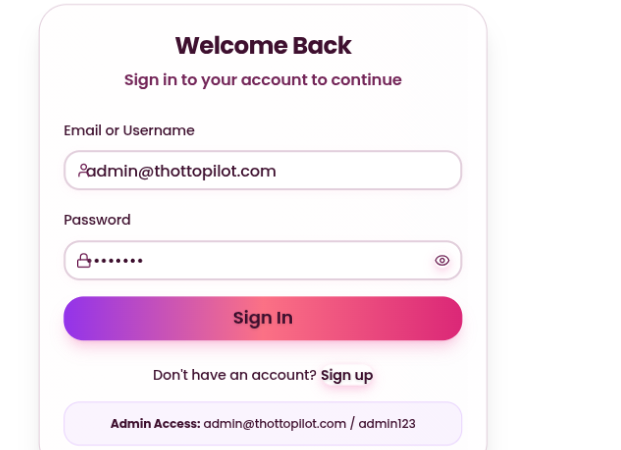 Welcome Back
Sign in to your account to continue
Email or Username
admin@thottopilot.com
Password
••••••••
Sign In
Don't have an account? Sign up
Admin Access: admin@thottopilot.com / admin123